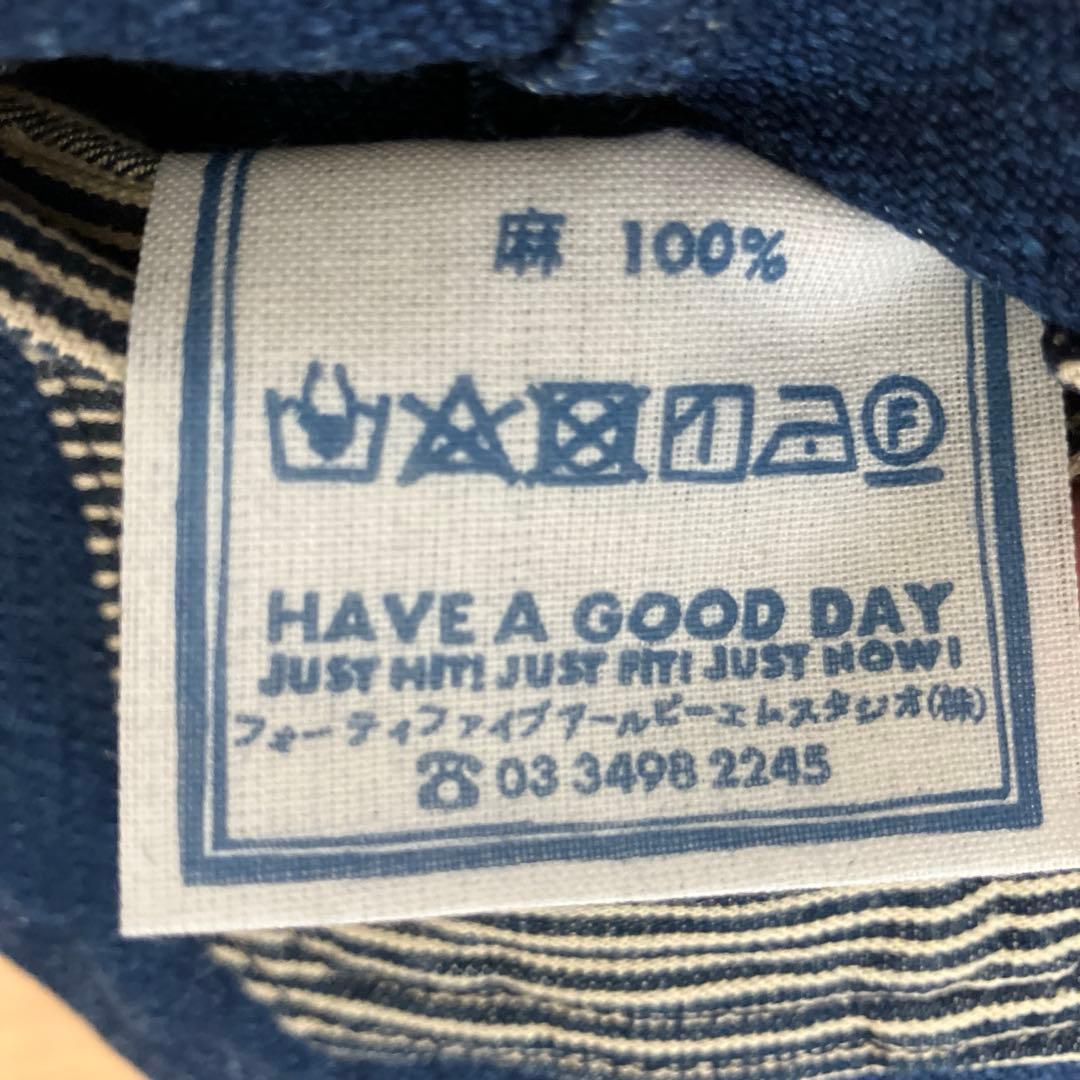 麻 100%
F
HAVE A GOOD DAY
JUST HIT! JUST FIT! JUST NOW!
フォーティファイブアールピーエムスタジオ(株)
☎ 03 3498 2245